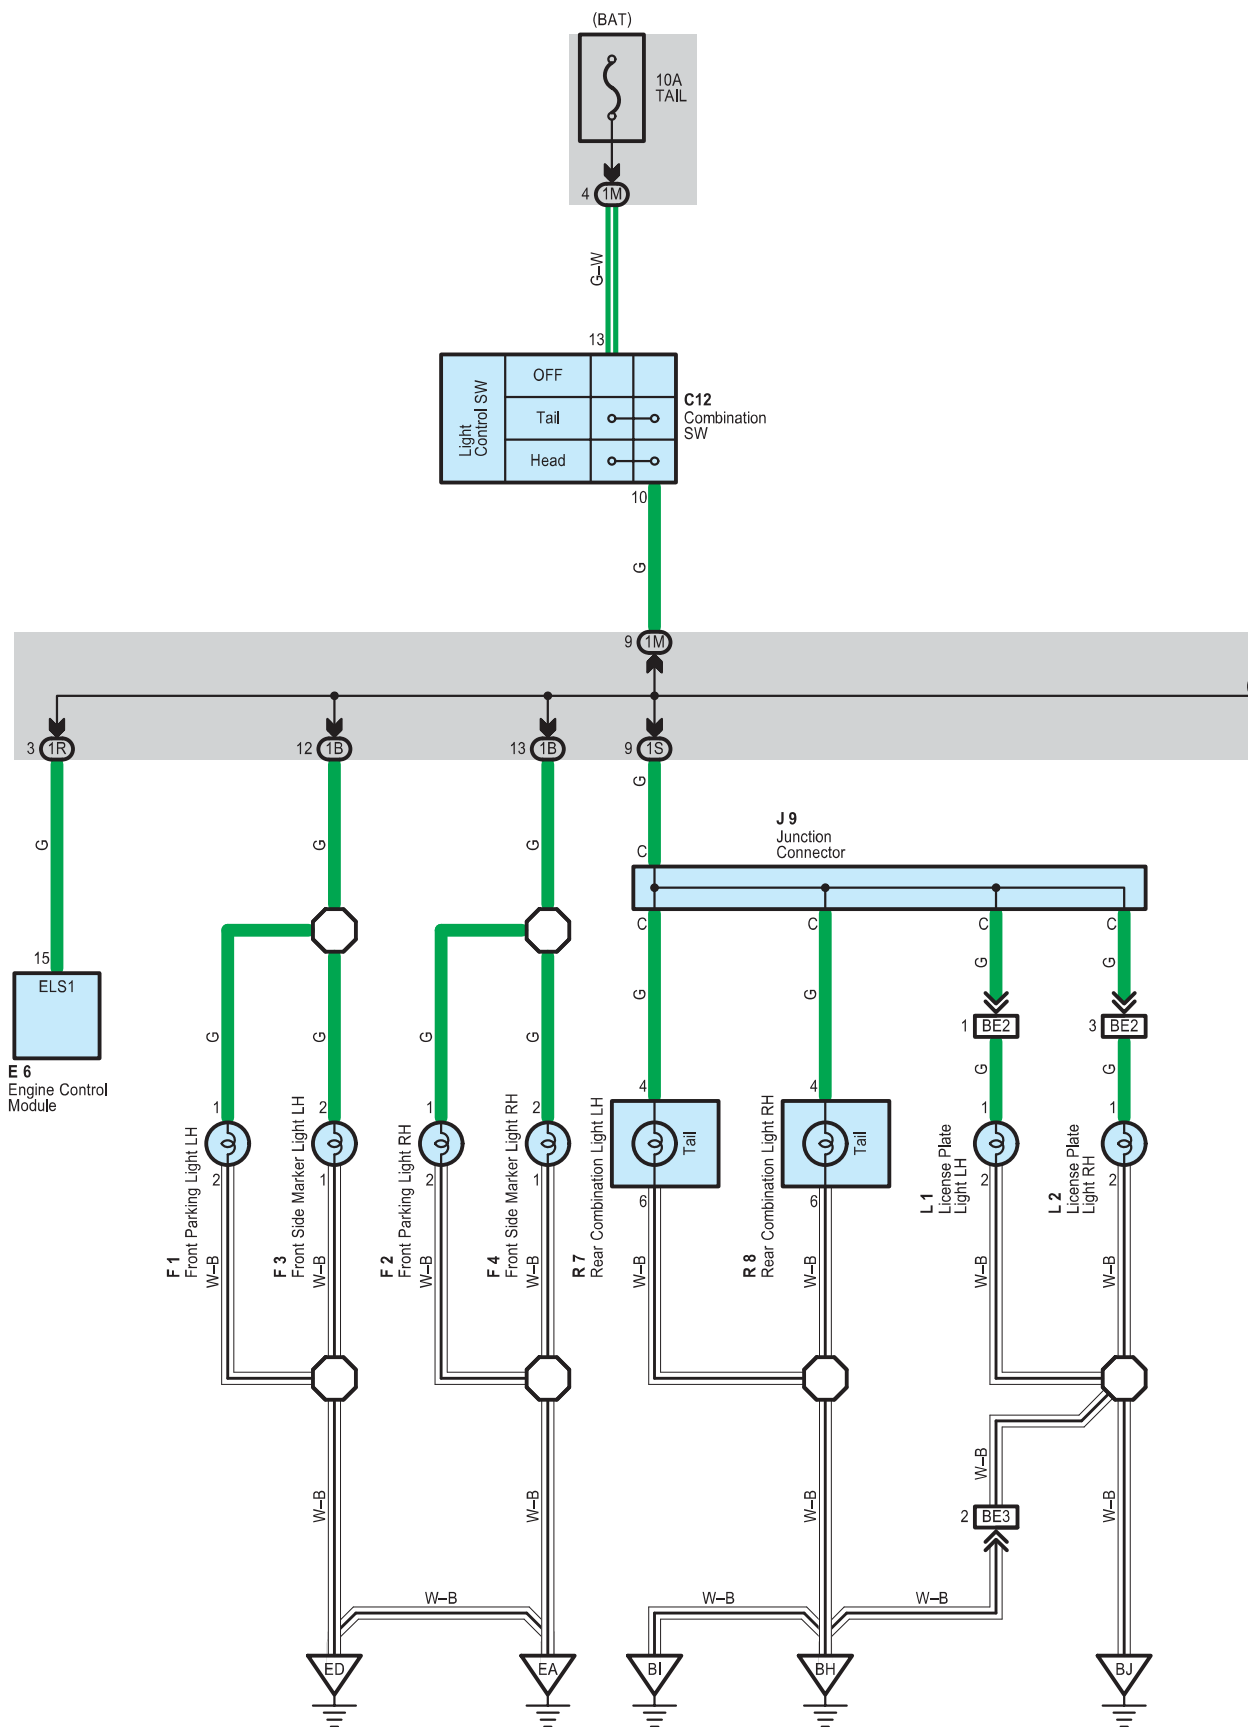 (BAT)
10A
TAIL
4 1M
G–W
13
Light
Control SW
OFF
Tail
Head
C12
Combination
SW
10
G
9 1M
3 1R
12 1B
13 1B
9 1S
G
G
G
G
C
J 9
Junction
Connector
C
C
C
C
G
G
G
G
1 BE2
3 BE2
15
ELS1
E 6
Engine Control
Module
G
G
G
G
G
G
1
2
1
2
4
4
1
1
Tail
Tail
2
1
2
1
6
6
2
2
F 1
Front Parking Light LH
F 3
Front Side Marker Light LH
F 2
Front Parking Light RH
F 4
Front Side Marker Light RH
R 7
Rear Combination Light LH
R 8
Rear Combination Light RH
L 1
License Plate
Light LH
L 2
License Plate
Light RH
W–B
W–B
W–B
W–B
W–B
W–B
W–B
W–B
W–B
W–B
W–B
W–B
W–B
W–B
2 BE3
W–B
W–B
W–B
ED
EA
BI
BH
BJ